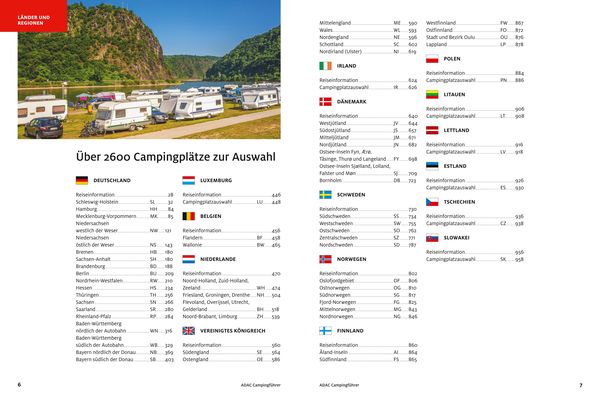 LÄNDER UND
REGIONEN
Über 2600 Campingplätze zur Auswahl
DEUTSCHLAND
Reiseinformation 28
Schleswig-Holstein SL 32
Hamburg HH 84
Mecklenburg-Vorpommern MK 85
Niedersachsen
westlich der Weser NW 121
Niedersachsen
östlich der Weser NS 143
Bremen HB 180
Sachsen-Anhalt SH 180
Brandenburg BD 188
Berlin BU 209
Nordrhein-Westfalen RW 210
Hessen HS 234
Thüringen TH 256
Sachsen SN 266
Saarland SR 280
Rheinland-Pfalz RP 284
Baden-Württemberg
nördlich der Autobahn WN 316
Baden-Württemberg
südlich der Autobahn WB 329
Bayern nördlich der Donau NB 369
Bayern südlich der Donau SB 403
LUXEMBURG
Reiseinformation 446
Campingplatzauswahl LU 448
BELGIEN
Reiseinformation 456
Flandern BF 458
Wallonie BW 465
NIEDERLANDE
Reiseinformation 470
Noord-Holland, Zuid-Holland,
Zeeland WH 474
Friesland, Groningen, Drenthe NH 504
Flevoland, Overijssel, Utrecht,
Gelderland BH 518
Noord-Brabant, Limburg ZH 539
VEREINIGTES KÖNIGREICH
Reiseinformation 560
Südengland SE 564
Ostengland OE 586
6
ADAC Campingführer
Mittelengland ME 590
Wales WL 593
Nordengland NE 596
Schottland SC 602
Nordirland (Ulster) NI 619
IRLAND
Reiseinformation 624
Campingplatzauswahl IR 626
DÄNEMARK
Reiseinformation 640
Westjütland JV 644
Südostjütland JS 657
Mitteljütland JM 671
Nordjütland JN 682
Ostsee-Inseln Fyn, Ærø,
Tåsinge, Thurø und Langeland FY 698
Ostsee-Inseln Sjælland, Lolland,
Falster und Møn SJ 709
Bornholm DB 723
SCHWEDEN
Reiseinformation 730
Südschweden SS 734
Westschweden SW 755
Ostschweden SO 762
Zentralschweden SZ 771
Nordschweden SD 787
NORWEGEN
Reiseinformation 802
Oslofjordgebiet OF 806
Ostnorwegen OG 810
Südnorwegen SG 817
Fjord-Norwegen FG 825
Mittelnorwegen MG 843
Nordnorwegen NG 846
FINNLAND
Reiseinformation 860
Åland-Inseln AI 864
Südfinnland FS 865
Westfinnland FW 867
Ostfinnland FO 872
Stadt und Bezirk Oulu OU 876
Lappland LP 878
POLEN
Reiseinformation 884
Campingplatzauswahl PN 886
LITAUEN
Reiseinformation 906
Campingplatzauswahl LT 908
LETTLAND
Reiseinformation 916
Campingplatzauswahl LV 918
ESTLAND
Reiseinformation 926
Campingplatzauswahl ES 930
TSCHECHIEN
Reiseinformation 936
Campingplatzauswahl CZ 938
SLOWAKEI
Reiseinformation 956
Campingplatzauswahl SK 958
ADAC Campingführer
7